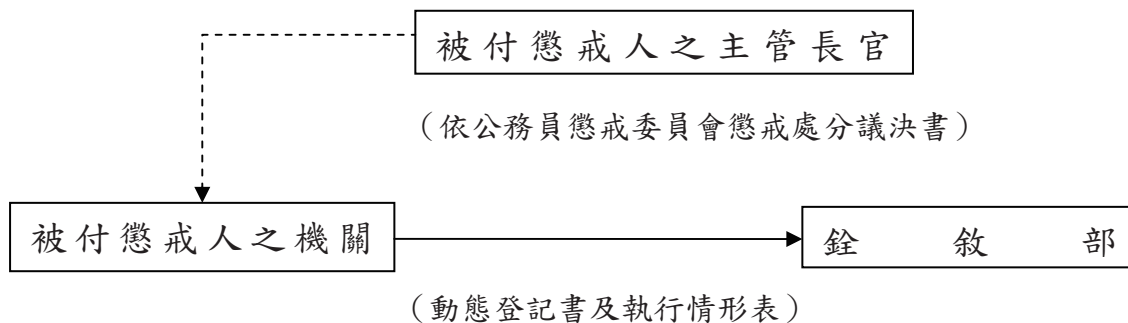 被付懲戒人之主管長官
（依公務員懲戒委員會懲戒處分議決書）
被付懲戒人之機關
銓敘部
（動態登記書及執行情形表）